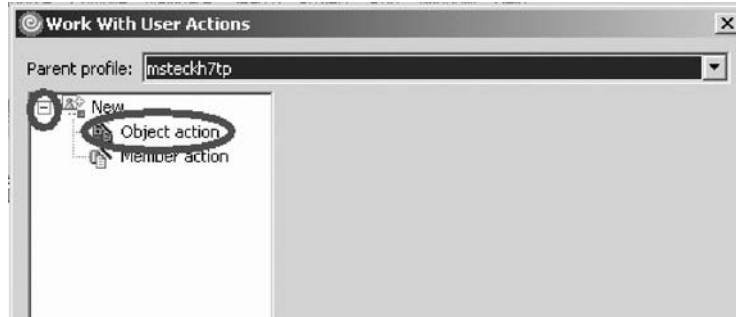 Work With User Actions
Parent profile: msteckh7tp
New
Object action
Member action